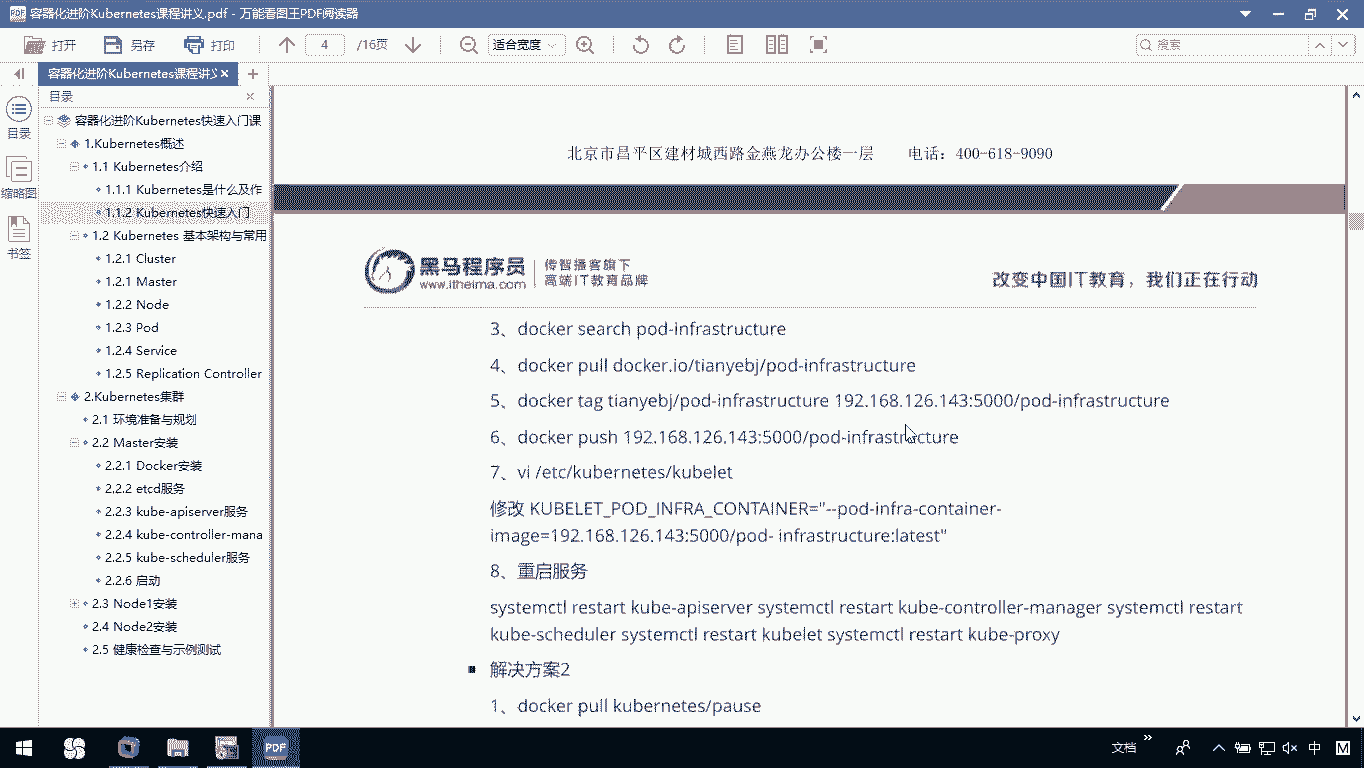 容器化进阶Kubernetes课程讲义.pdf - 万能看图王PDF阅读器
打开 另存 打印 4 /16页 适合宽度 搜索
容器化进阶Kubernetes课程讲义
目录
目录
缩略图
书签
容器化进阶Kubernetes快速入门课
1.Kubernetes概述
1.1 Kubernetes介绍
1.1.1 Kubernetes是什么及作
1.1.2 Kubernetes快速入门
1.2 Kubernetes 基本架构与常用
1.2.1 Cluster
1.2.1 Master
1.2.2 Node
1.2.3 Pod
1.2.4 Service
1.2.5 Replication Controller
2.Kubernetes集群
2.1 环境准备与规划
2.2 Master安装
2.2.1 Docker安装
2.2.2 etcd服务
2.2.3 kube-apiserver服务
2.2.4 kube-controller-mana
2.2.5 kube-scheduler服务
2.2.6 启动
2.3 Node1安装
2.4 Node2安装
2.5 健康检查与示例测试
北京市昌平区建材城西路金燕龙办公楼一层 电话：400-618-9090
黑马程序员
www.itheima.com
传智播客旗下
高端IT教育品牌
改变中国IT教育，我们正在行动
3、docker search pod-infrastructure
4、docker pull docker.io/tianyebj/pod-infrastructure
5、docker tag tianyebj/pod-infrastructure 192.168.126.143:5000/pod-infrastructure
6、docker push 192.168.126.143:5000/pod-infrastructure
7、vi /etc/kubernetes/kubelet
修改 KUBELET_POD_INFRA_CONTAINER="--pod-infra-container-
image=192.168.126.143:5000/pod- infrastructure:latest"
8、重启服务
systemctl restart kube-apiserver systemctl restart kube-controller-manager systemctl restart
kube-scheduler systemctl restart kubelet systemctl restart kube-proxy
解决方案2
1、docker pull kubernetes/pause
PDF
文档
中
M